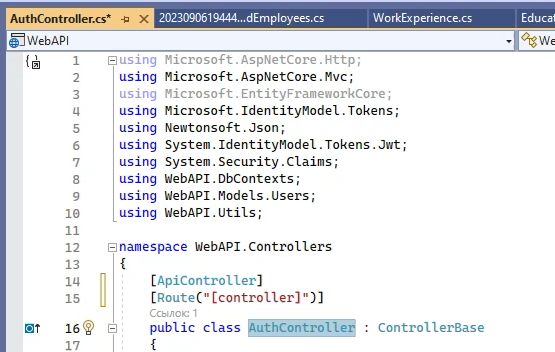 AuthController.cs*
2023090619444...dEmployees.cs
WorkExperience.cs
Educat
WebAPI
We
1 using Microsoft.AspNetCore.Http;
2 using Microsoft.AspNetCore.Mvc;
3 using Microsoft.EntityFrameworkCore;
4 using Microsoft.IdentityModel.Tokens;
5 using Newtonsoft.Json;
6 using System.IdentityModel.Tokens.Jwt;
7 using System.Security.Claims;
8 using WebAPI.DbContexts;
9 using WebAPI.Models.Users;
10 using WebAPI.Utils;
11
12 namespace WebAPI.Controllers
13 {
14 [ApiController]
15 [Route("[controller]")]
Ссылок: 1
16 public class AuthController : ControllerBase
17 {